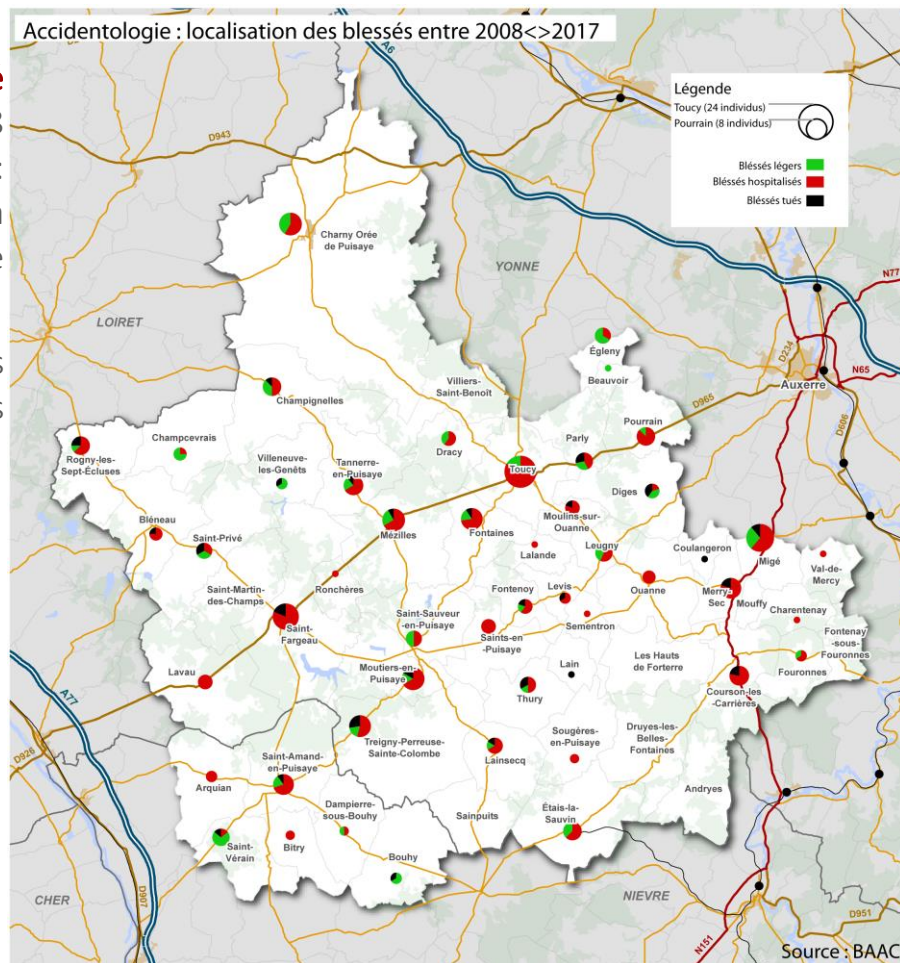 Accidentologie : localisation des blessés entre 2008<>2017
Légende
Toucy (24 individus)
Pourrain (8 individus)
Bléssés légers
Bléssés hospitalisés
Bléssés tués
A6
D943
N77
YONNE
LOIRET
Charny Orée
de Puisaye
Égleny
Beauvoir
D234
N65
Auxerre
D965
D606
Villiers-
Saint-Benoît
Champignelles
Pourrain
Parly
Dracy
Champcevrais
Rogny-les-
Sept-Écluses
Villeneuve-
les-Genêts
Tannerre-
en-Puisaye
Toucy
Diges
Moulins-sur-
Ouanne
Mézilles
Fontaines
Bléneau
Saint-Privé
Lalande
Leugny
Coulangeron
Migé
Val-de-
Mercy
Ronchères
Saint-Martin-
des-Champs
Saint-
Fargeau
Fontenoy
Levis
Ouanne
Merry-
Sec
Mouffy
Charentenay
Saint-Sauveur
-en-Puisaye
Saints-en
-Puisaye
Sementron
Fontenay-
sous-
Fouronnes
Fouronnes
Les Hauts
de Forterre
Lain
Lavau
Moutiers-en-
Puisaye
Thury
Courson-les
-Carrières
A77
D926
Treigny-Perreuse-
Sainte-Colombe
Sougères-
en-Puisaye
Druyes-les-
Belles-
Fontaines
Lainsecq
Saint-Amand-
en-Puisaye
Arquian
Andryes
Dampierre-
sous-Bouhy
Sainpuits
Étais-la-
Sauvin
Saint-
Vérain
Bitry
Bouhy
CHER
D907
NIEVRE
D951
N151
Source : BAAC